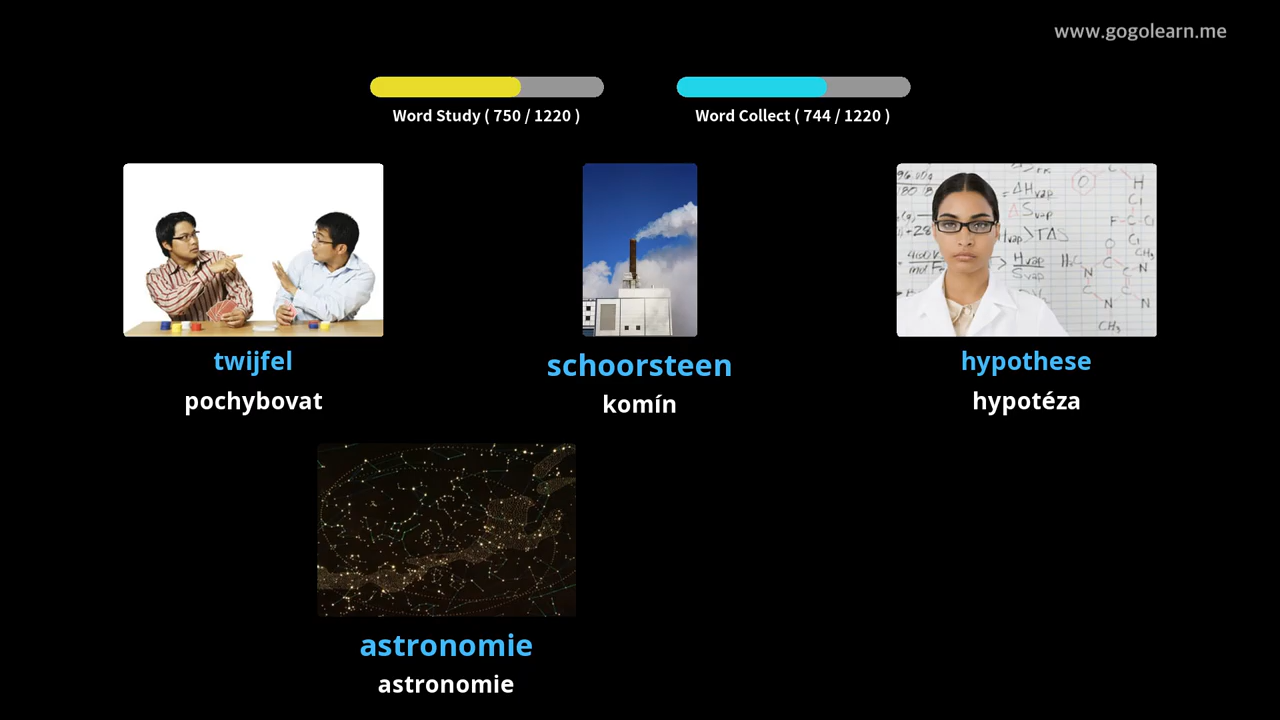 www.gogolearn.me
Word Study ( 750 / 1220 )
Word Collect ( 744 / 1220 )
twijfel
pochybovat
schoorsteen
komín
hypothese
hypotéza
astronomie
astronomie